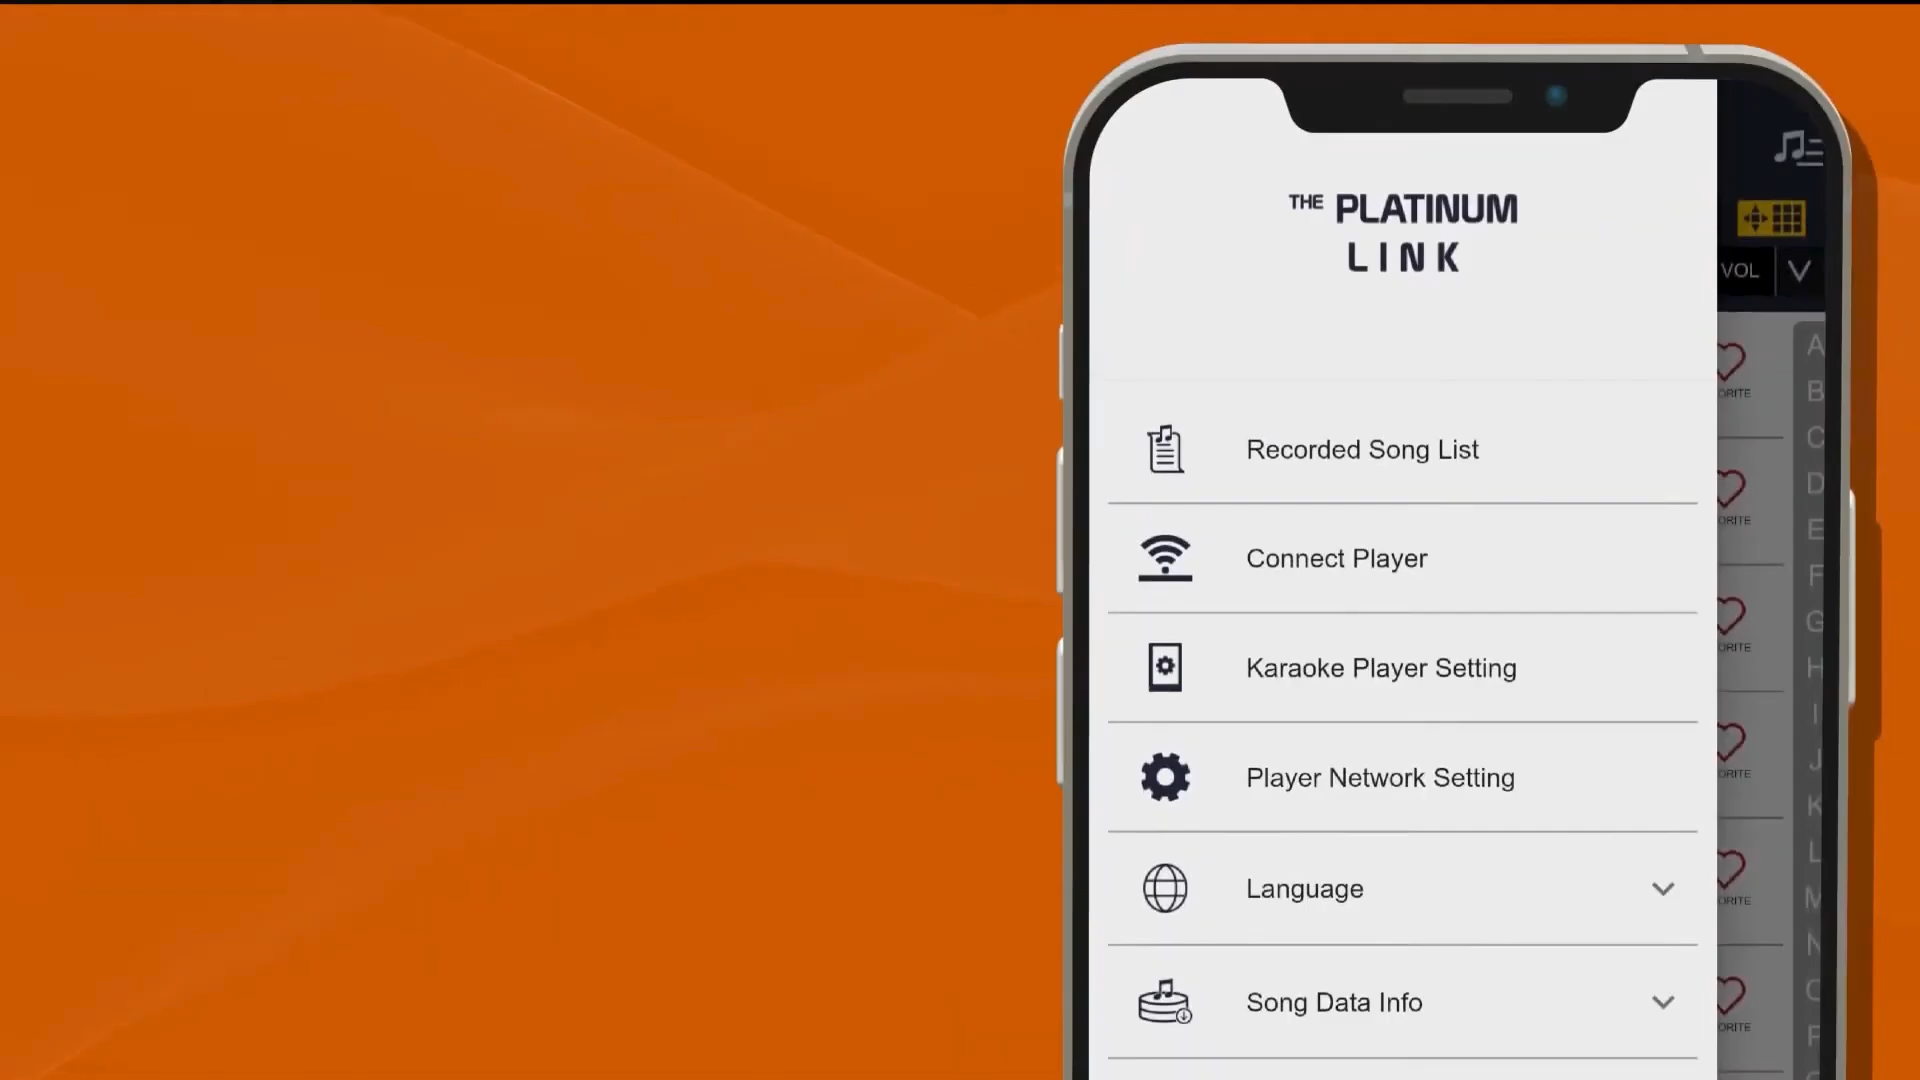 THE PLATINUM
LINK
VOL
Recorded Song List
Connect Player
Karaoke Player Setting
Player Network Setting
Language
Song Data Info
A
B
C
D
E
F
G
H
I
J
K
L
M
N